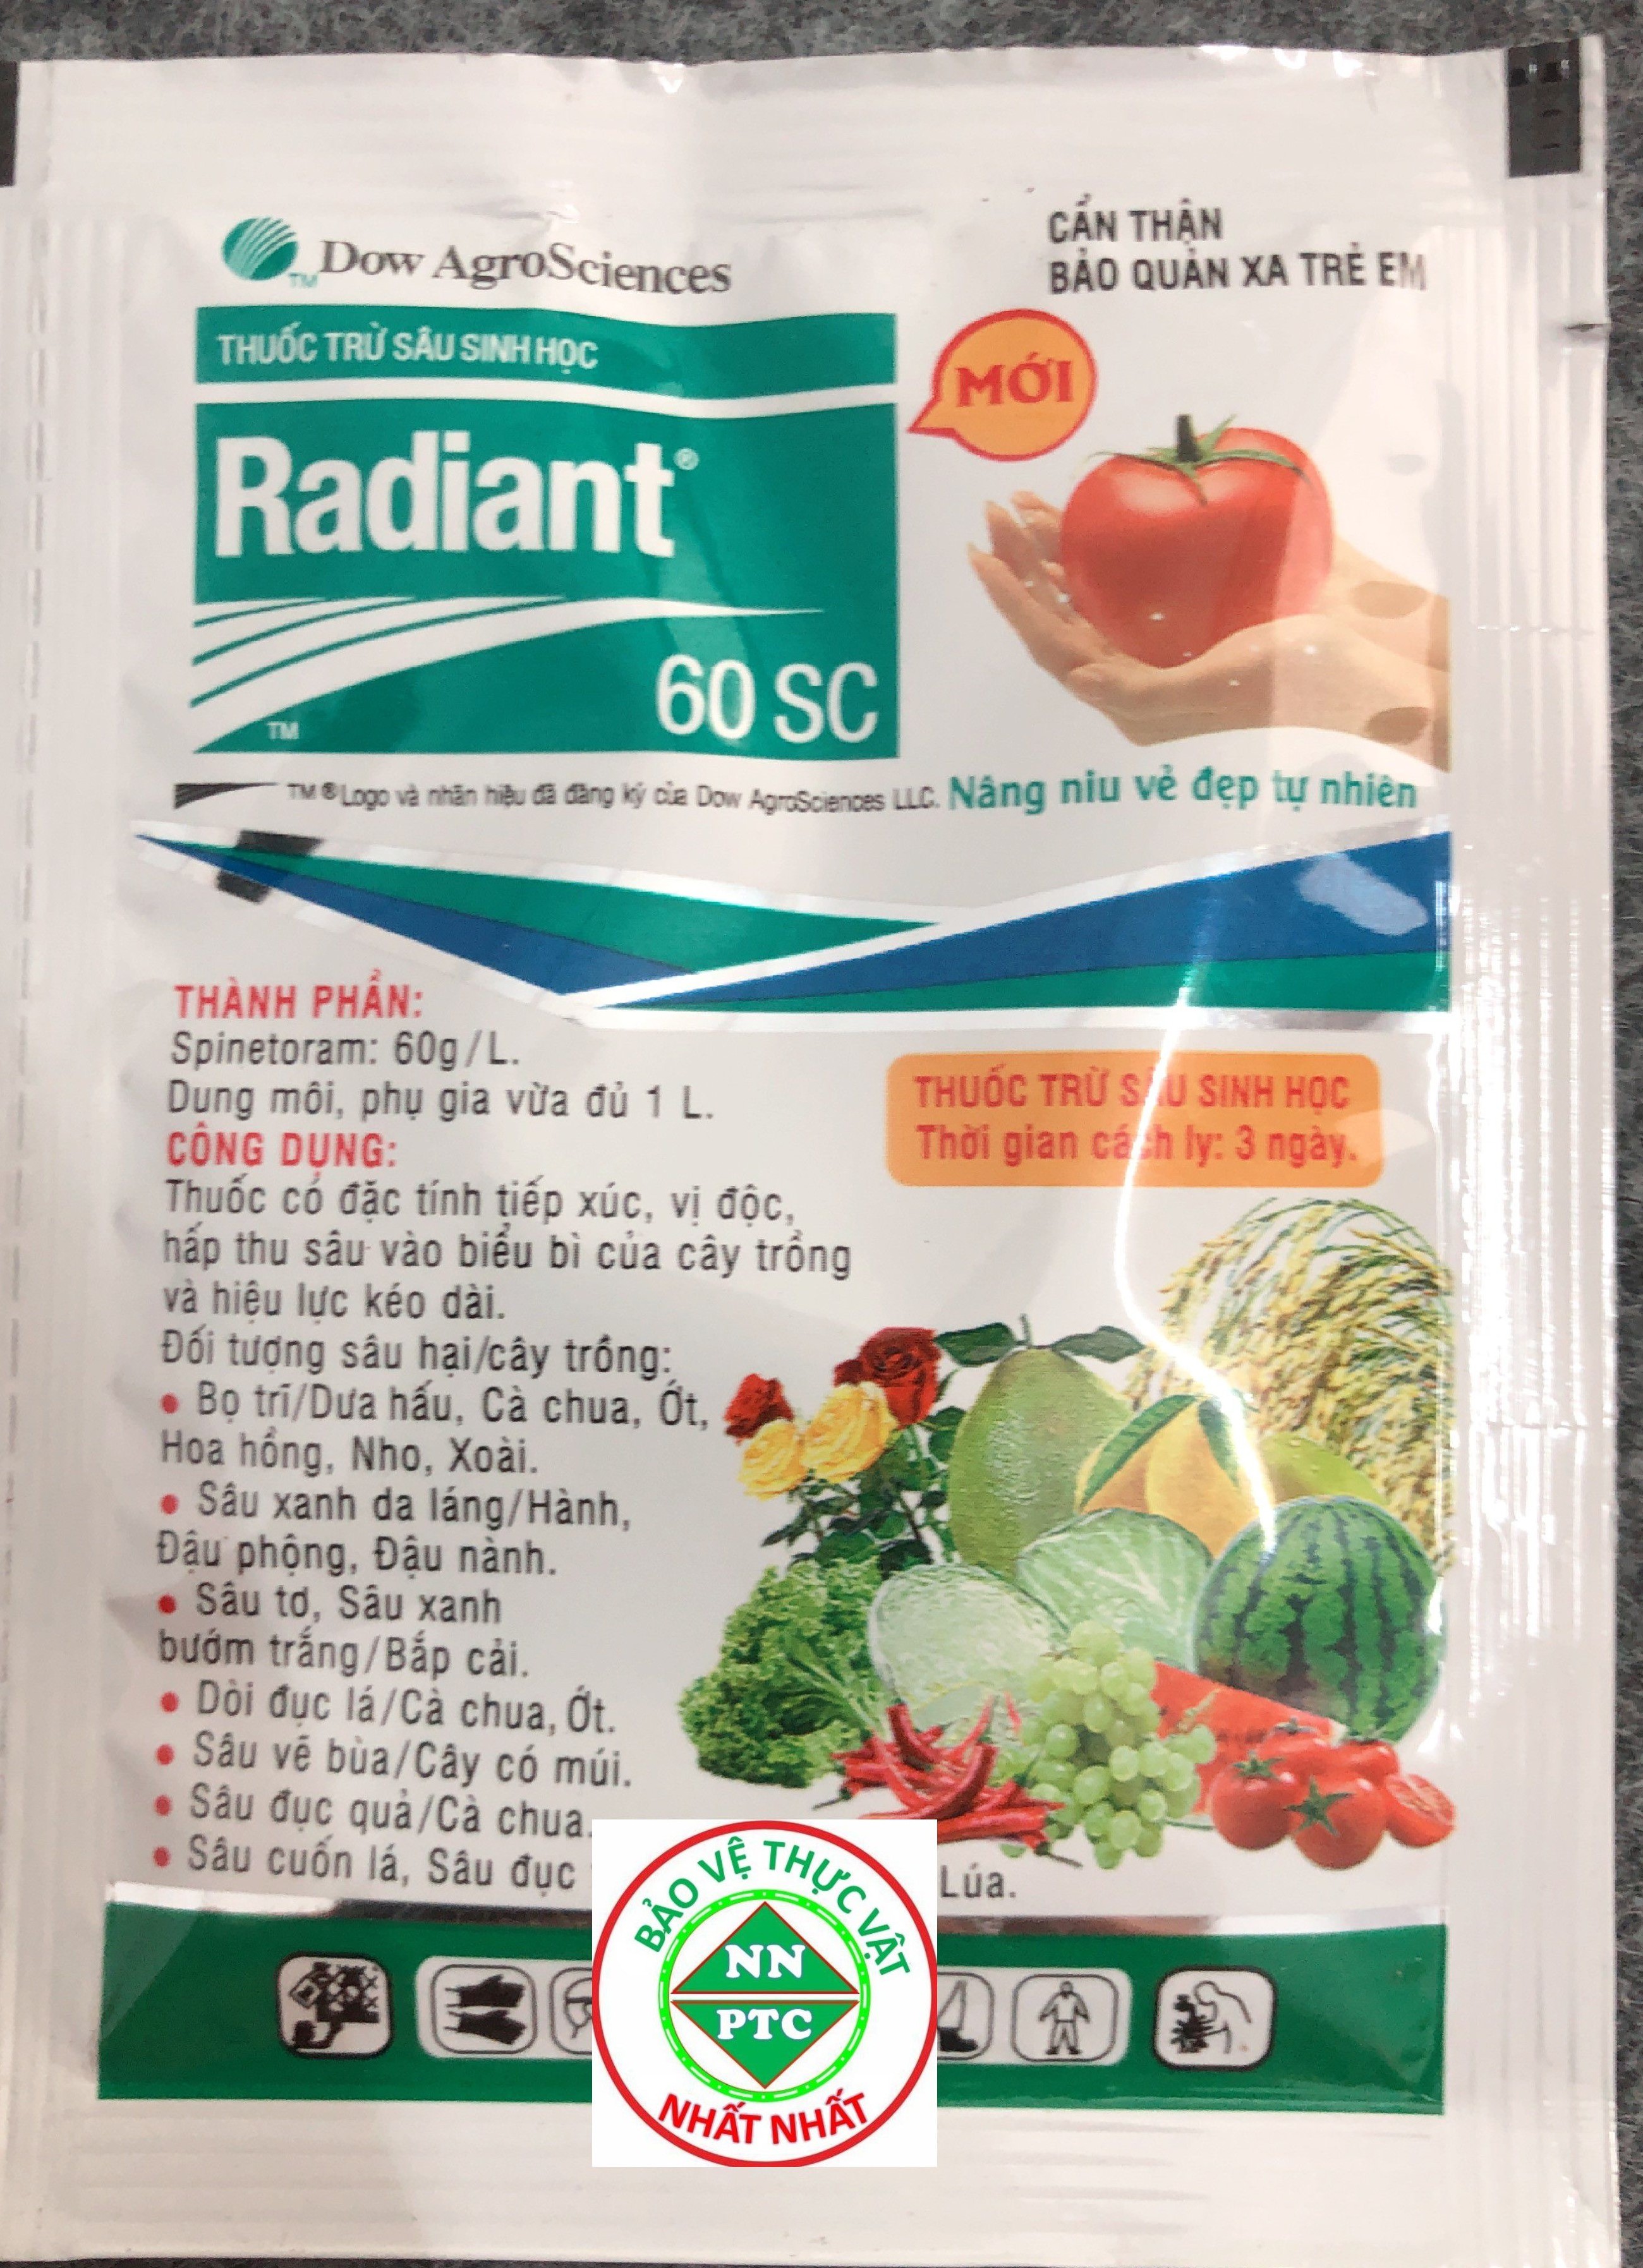 Dow AgroSciences
CẨN THẬN
BẢO QUẢN XA TRẺ EM
THUỐC TRỪ SÂU SINH HỌC
MỚI
Radiant®
60 SC
TM
TM ® Logo và nhãn hiệu đã đăng ký của Dow AgroSciences LLC.
Nâng niu vẻ đẹp tự nhiên
THÀNH PHẦN:
Spinetoram: 60g/L.
Dung môi, phụ gia vừa đủ 1 L.
THUỐC TRỪ SÂU SINH HỌC
Thời gian cách ly: 3 ngày.
CÔNG DỤNG:
Thuốc có đặc tính tiếp xúc, vị độc,
hấp thu sâu vào biểu bì của cây trồng
và hiệu lực kéo dài.
Đối tượng sâu hại/cây trồng:
• Bọ trĩ/Dưa hấu, Cà chua, Ớt,
Hoa hồng, Nho, Xoài.
• Sâu xanh da láng/Hành,
Đậu phộng, Đậu nành.
• Sâu tơ, Sâu xanh
bướm trắng/Bắp cải.
• Dòi đục lá/Cà chua, Ớt.
• Sâu vẽ bùa/Cây có múi.
• Sâu đục quả/Cà chua.
• Sâu cuốn lá, Sâu đục
Lúa.
BẢO VỆ THỰC VẬT
NN
PTC
NHẤT NHẤT